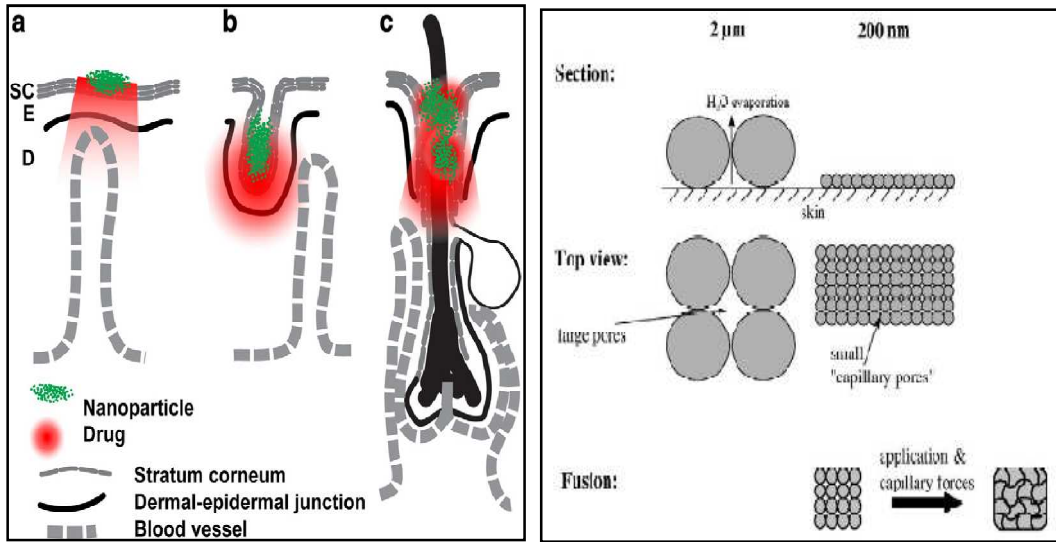 a
b
c
SC
E
D
Nanoparticle
Drug
Stratum corneum
Dermal-epidermal junction
Blood vessel
2 μm
200 nm
Section:
H₂O evaporation
skin
Top view:
large pores
small,
"capillary pores"
Fusion:
application &
capillary forces